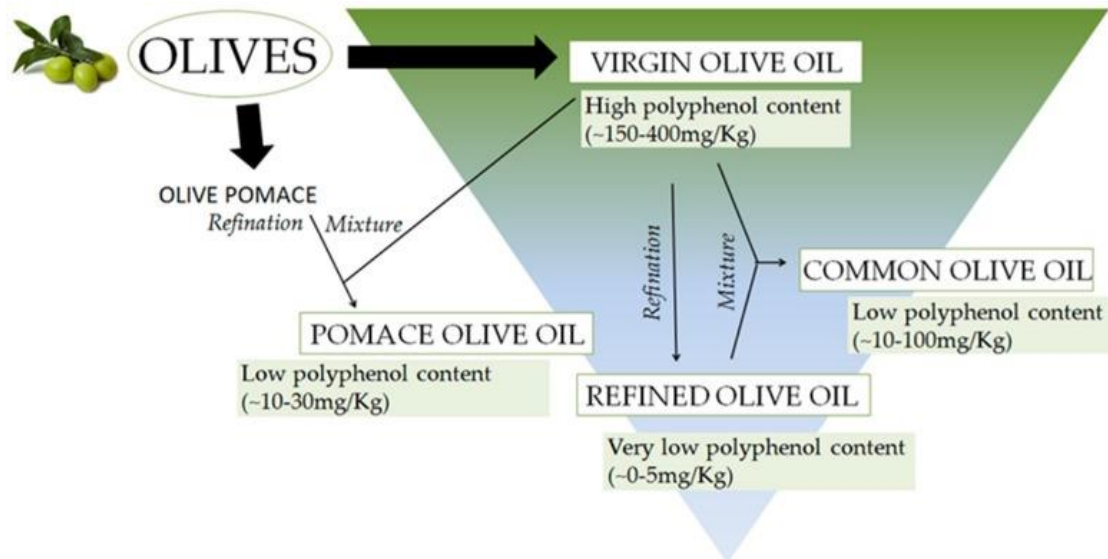 OLIVES
VIRGIN OLIVE OIL
High polyphenol content
(~150-400mg/Kg)
OLIVE POMACE
Refination
Mixture
Refination
Mixture
COMMON OLIVE OIL
Low polyphenol content
(~10-100mg/Kg)
POMACE OLIVE OIL
Low polyphenol content
(~10-30mg/Kg)
REFINED OLIVE OIL
Very low polyphenol content
(~0-5mg/Kg)